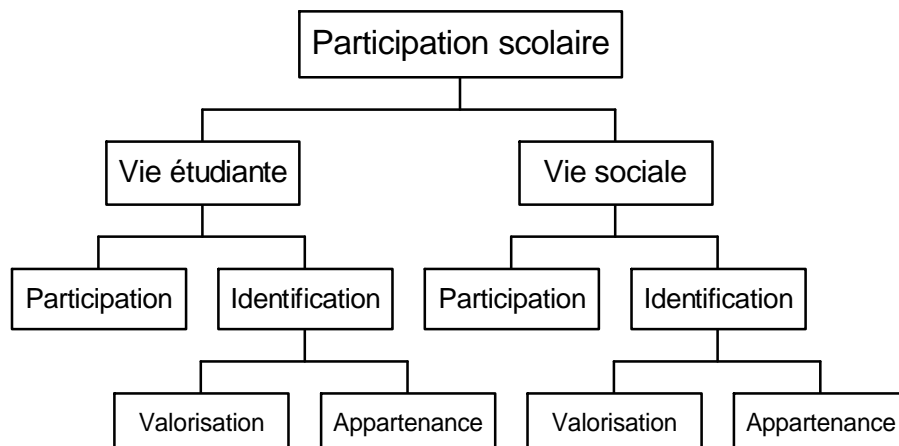 Participation scolaire
Vie étudiante
Vie sociale
Participation
Identification
Participation
Identification
Valorisation
Appartenance
Valorisation
Appartenance